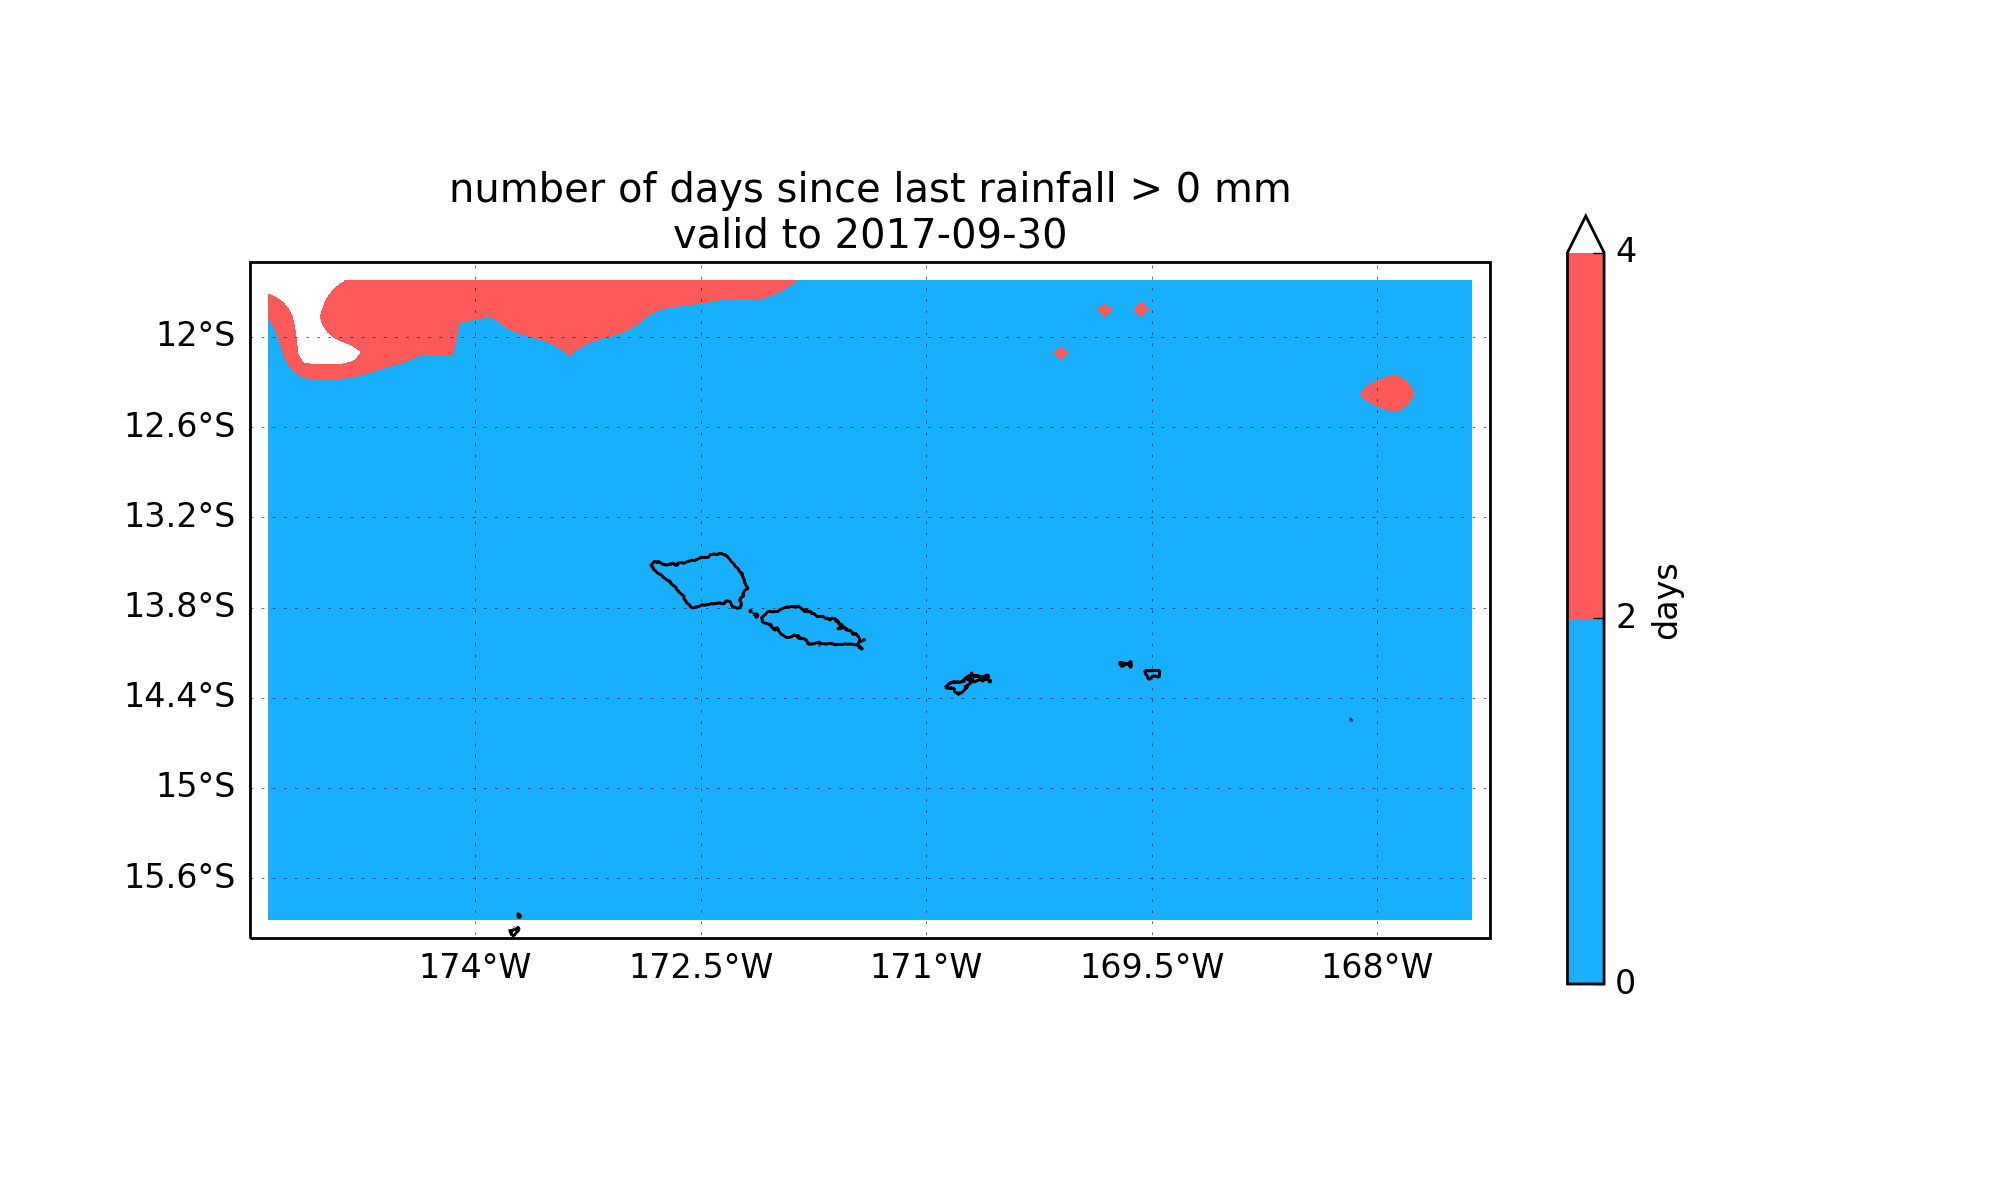 number of days since last rainfall > 0 mm
valid to 2017-09-30
12°S
12.6°S
13.2°S
13.8°S
14.4°S
15°S
15.6°S
174°W
172.5°W
171°W
169.5°W
168°W
4
2
0
days